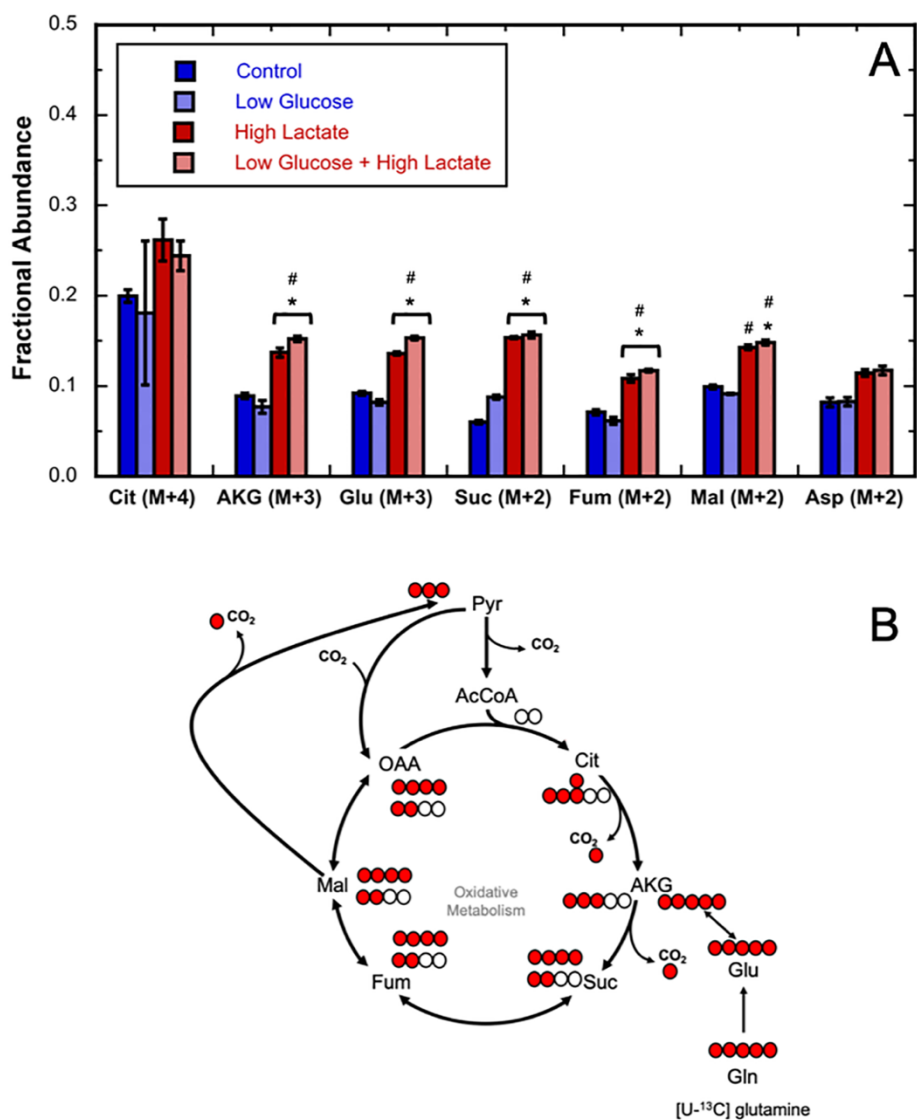 A
Control
Low Glucose
High Lactate
Low Glucose + High Lactate
Fractional Abundance
0.5
0.4
0.3
0.2
0.1
0.0
#
*
#
*
#
*
#
*
#
#
*
Cit (M+4)
AKG (M+3)
Glu (M+3)
Suc (M+2)
Fum (M+2)
Mal (M+2)
Asp (M+2)
B
CO₂
Pyr
CO₂
CO₂
AcCoA
OAA
Cit
CO₂
Mal
Oxidative
Metabolism
AKG
CO₂
Fum
Suc
Glu
Gln
[U-¹³C] glutamine